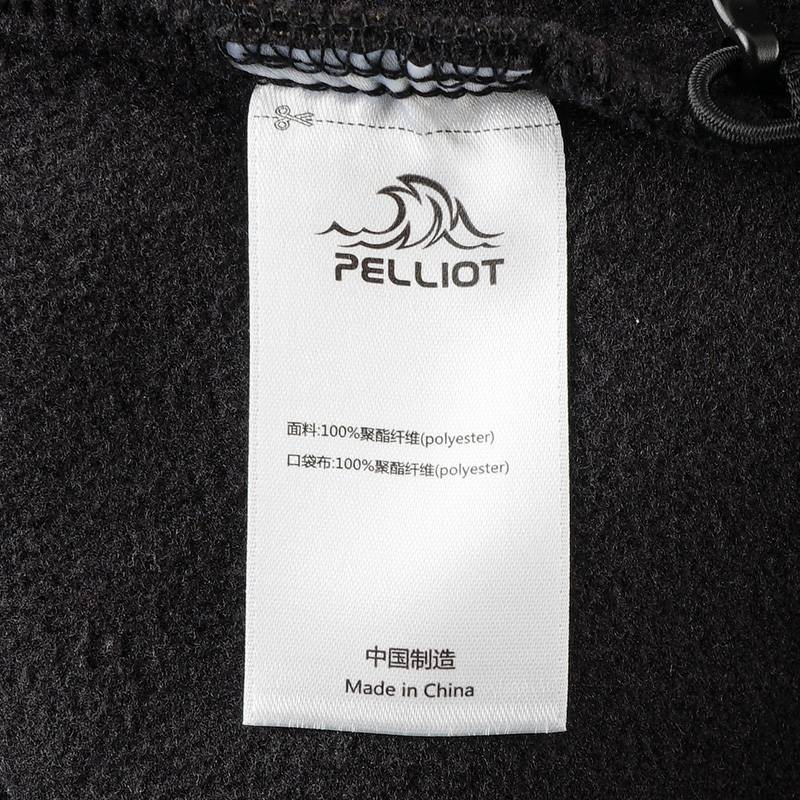 PELLIOT
面料:100%聚酯纤维(polyester)
口袋布:100%聚酯纤维(polyester)
中国制造
Made in China